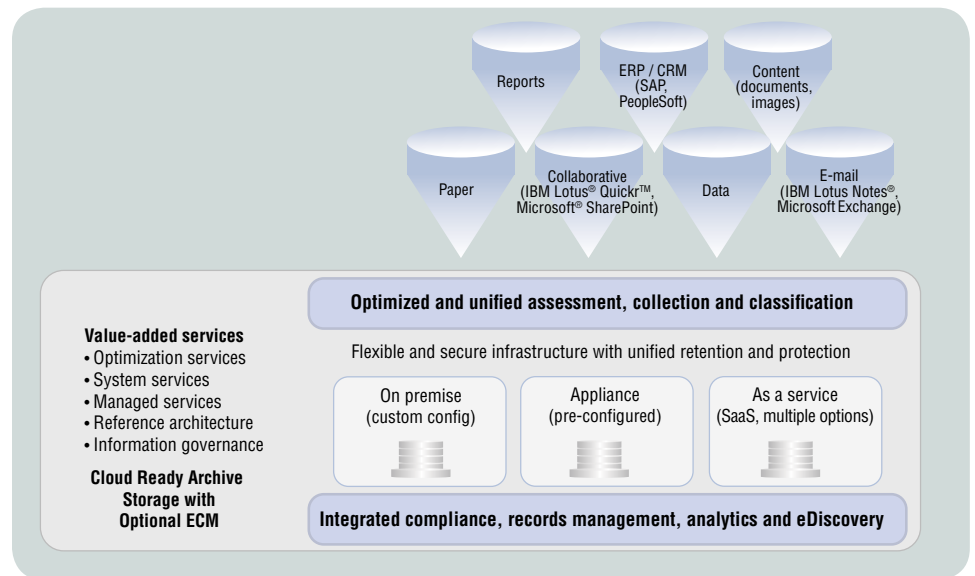 Reports
ERP / CRM
(SAP,
PeopleSoft)
Content
(documents,
images)
Paper
Collaborative
(IBM Lotus® Quickr™,
Microsoft® SharePoint)
Data
E-mail
(IBM Lotus Notes®,
Microsoft Exchange)
Optimized and unified assessment, collection and classification
Value-added services
• Optimization services
• System services
• Managed services
• Reference architecture
• Information governance
Cloud Ready Archive
Storage with
Optional ECM
Flexible and secure infrastructure with unified retention and protection
On premise
(custom config)
Appliance
(pre-configured)
As a service
(SaaS, multiple options)
Integrated compliance, records management, analytics and eDiscovery